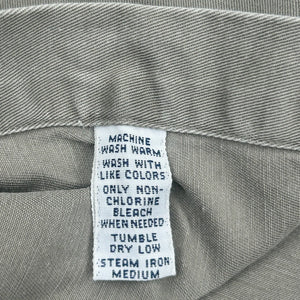 MACHINE
WASH WARM
WASH WITH
LIKE COLORS
ONLY NON-
CHLORINE
BLEACH
WHEN NEEDED
TUMBLE
DRY LOW
STEAM IRON
MEDIUM